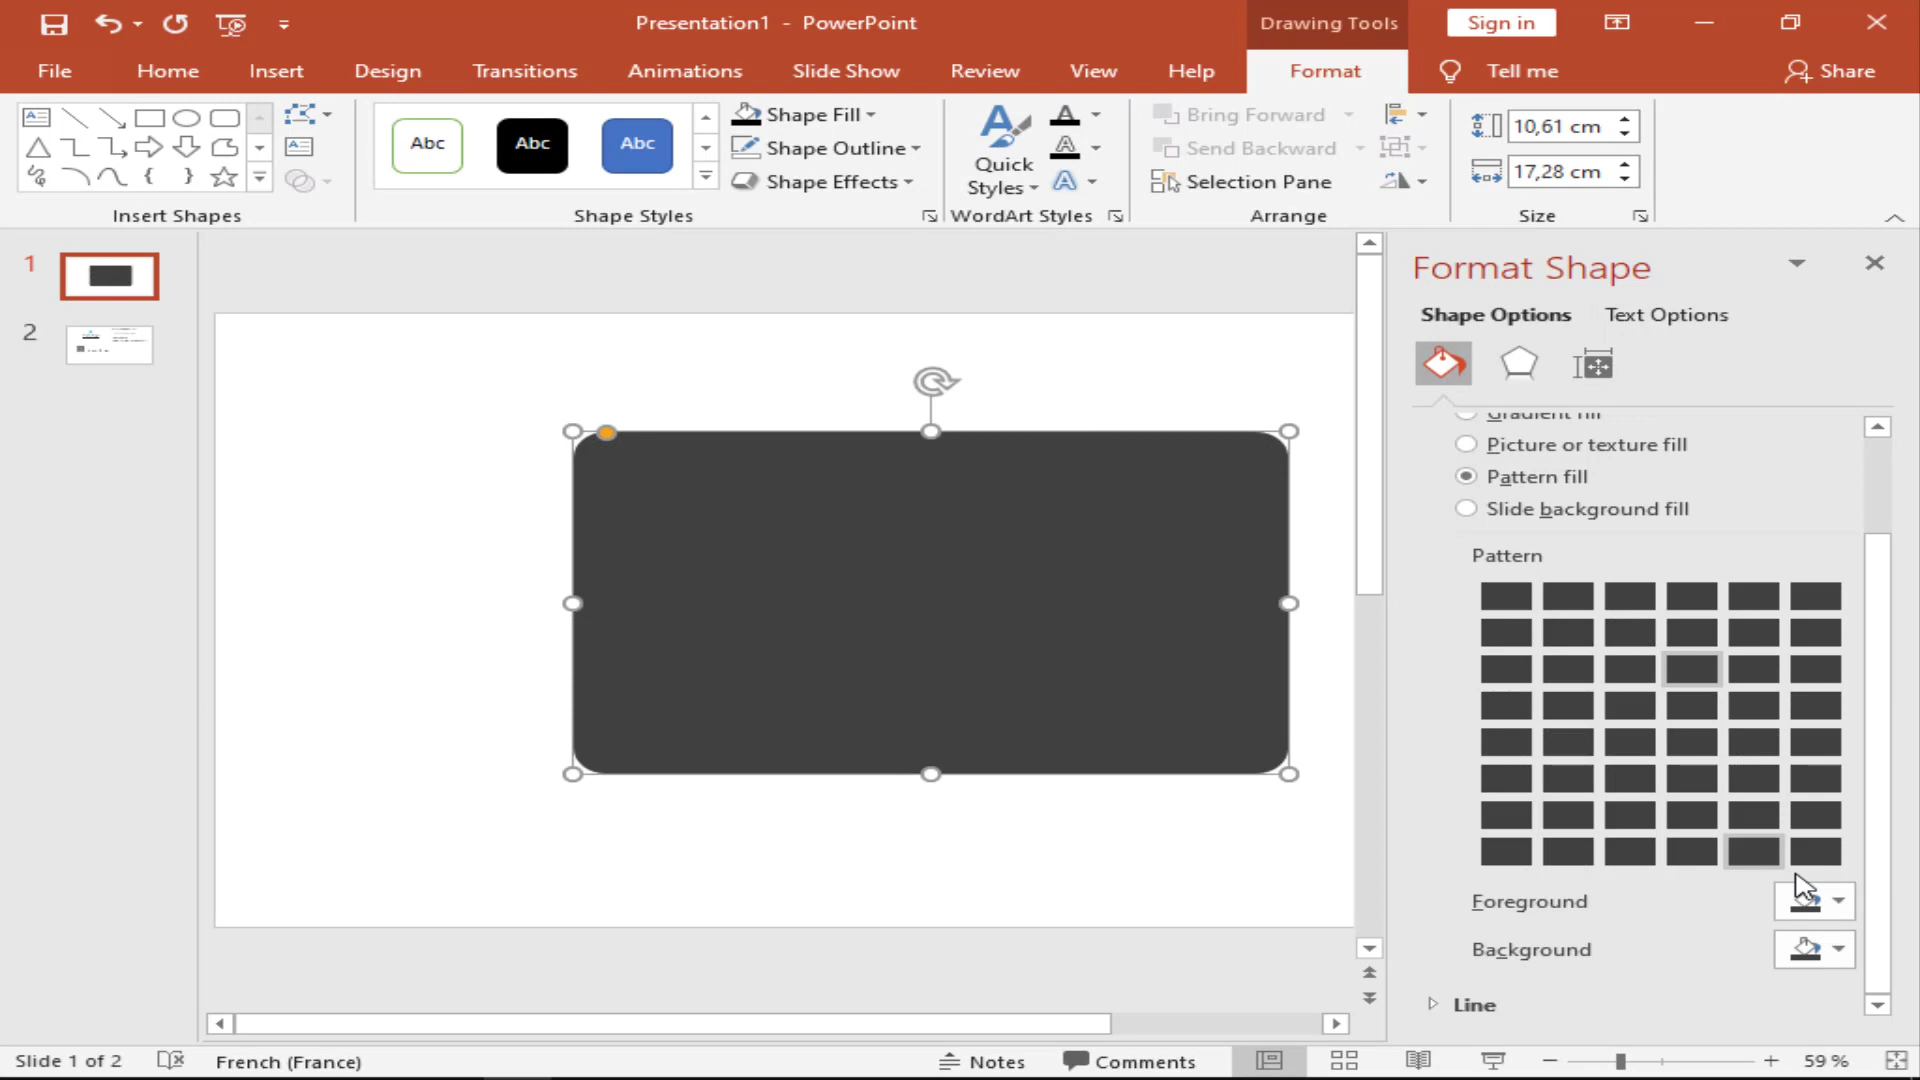 Presentation1 - PowerPoint
Drawing Tools
Sign in
File
Home
Insert
Design
Transitions
Animations
Slide Show
Review
View
Help
Format
Tell me
Share
Abc
Abc
Abc
Shape Fill
Shape Outline
Shape Effects
Quick
Styles
Bring Forward
Send Backward
Selection Pane
10,61 cm
17,28 cm
Insert Shapes
Shape Styles
WordArt Styles
Arrange
Size
1
2
Format Shape
Shape Options
Text Options
Gradient fill
Picture or texture fill
Pattern fill
Slide background fill
Pattern
Foreground
Background
Line
Slide 1 of 2
French (France)
Notes
Comments
59 %